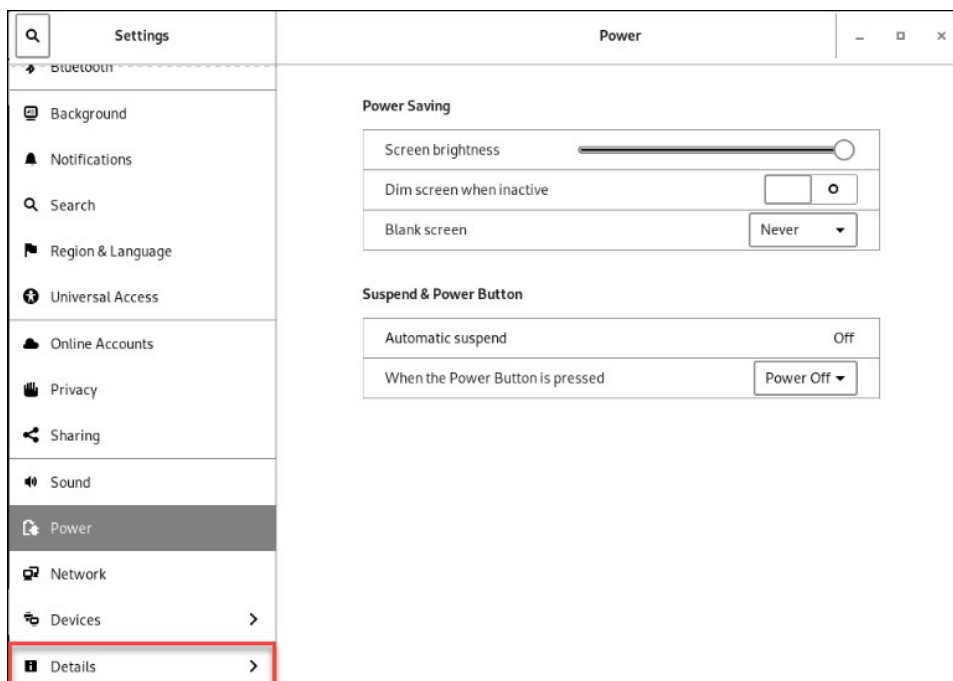 Settings
Power
Bluetooth
Background
Notifications
Search
Region & Language
Universal Access
Online Accounts
Privacy
Sharing
Sound
Power
Network
Devices
Details
Power Saving
Screen brightness
Dim screen when inactive
Blank screen Never
Suspend & Power Button
Automatic suspend Off
When the Power Button is pressed Power Off